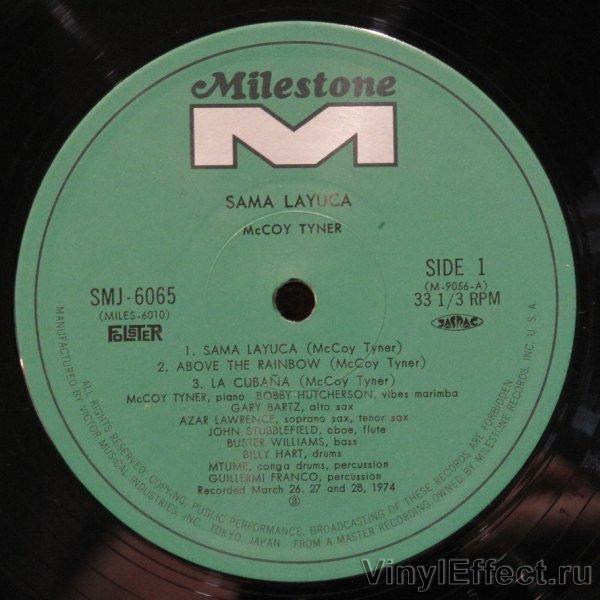 Milestone
M
SAMA LAYUCA
McCOY TYNER
SMJ-6065
(MILES-6010)
FOLSTER
SIDE 1
(M-9056-A)
33 1/3 RPM
JASRAC
1. SAMA LAYUCA (McCoy Tyner)
2. ABOVE THE RAINBOW (McCoy Tyner)
3. LA CUBAÑA (McCoy Tyner)
McCOY TYNER, piano BOBBY HUTCHERSON, vibes marimba
GARY BARTZ, alto sax
AZAR LAWRENCE, soprano sax, tenor sax
JOHN STUBBLEFIELD, oboe, flute
BUSTER WILLIAMS, bass
BILLY HART, drums
MTUME, conga drums, percussion
GUILLERMI FRANCO, percussion
Recorded March 26. 27 and 28, 1974
③
MANUFACTURED BY VICTOR MUSICAL INDUSTRIES, INC. TOKYO, JAPAN. FROM A MASTER RECORDING OWNED BY MILESTONE RECORDS, INC. U.S.A.
ALL RIGHTS RESERVED, COPYING, PUBLIC PERFORMANCE, BROADCASTING OF THESE RECORDS ARE FORBIDDEN
VinylEffect.ru